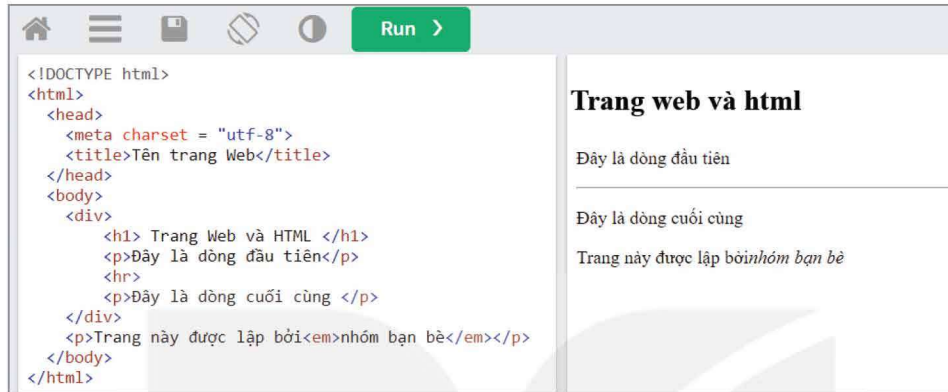 Run ❯
<!DOCTYPE html>
<html>
<head>
<meta charset = "utf-8">
<title>Tên trang Web</title>
</head>
<body>
<div>
<h1> Trang Web và HTML </h1>
<p>Đây là dòng đầu tiên</p>
<hr>
<p>Đây là dòng cuối cùng </p>
</div>
<p>Trang này được lập bởi<em>nhóm bạn bè</em></p>
</body>
</html>
Trang web và html
Đây là dòng đầu tiên
Đây là dòng cuối cùng
Trang này được lập bởinhóm bạn bè